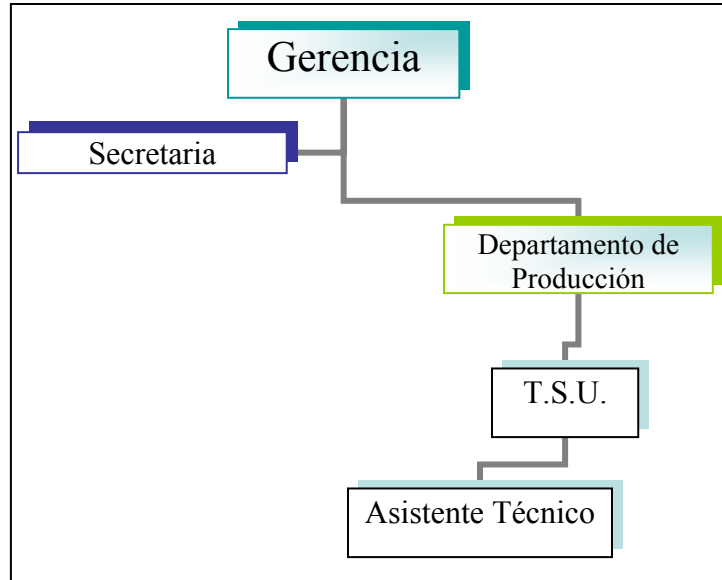 Gerencia
Secretaria
Departamento de
Producción
T.S.U.
Asistente Técnico